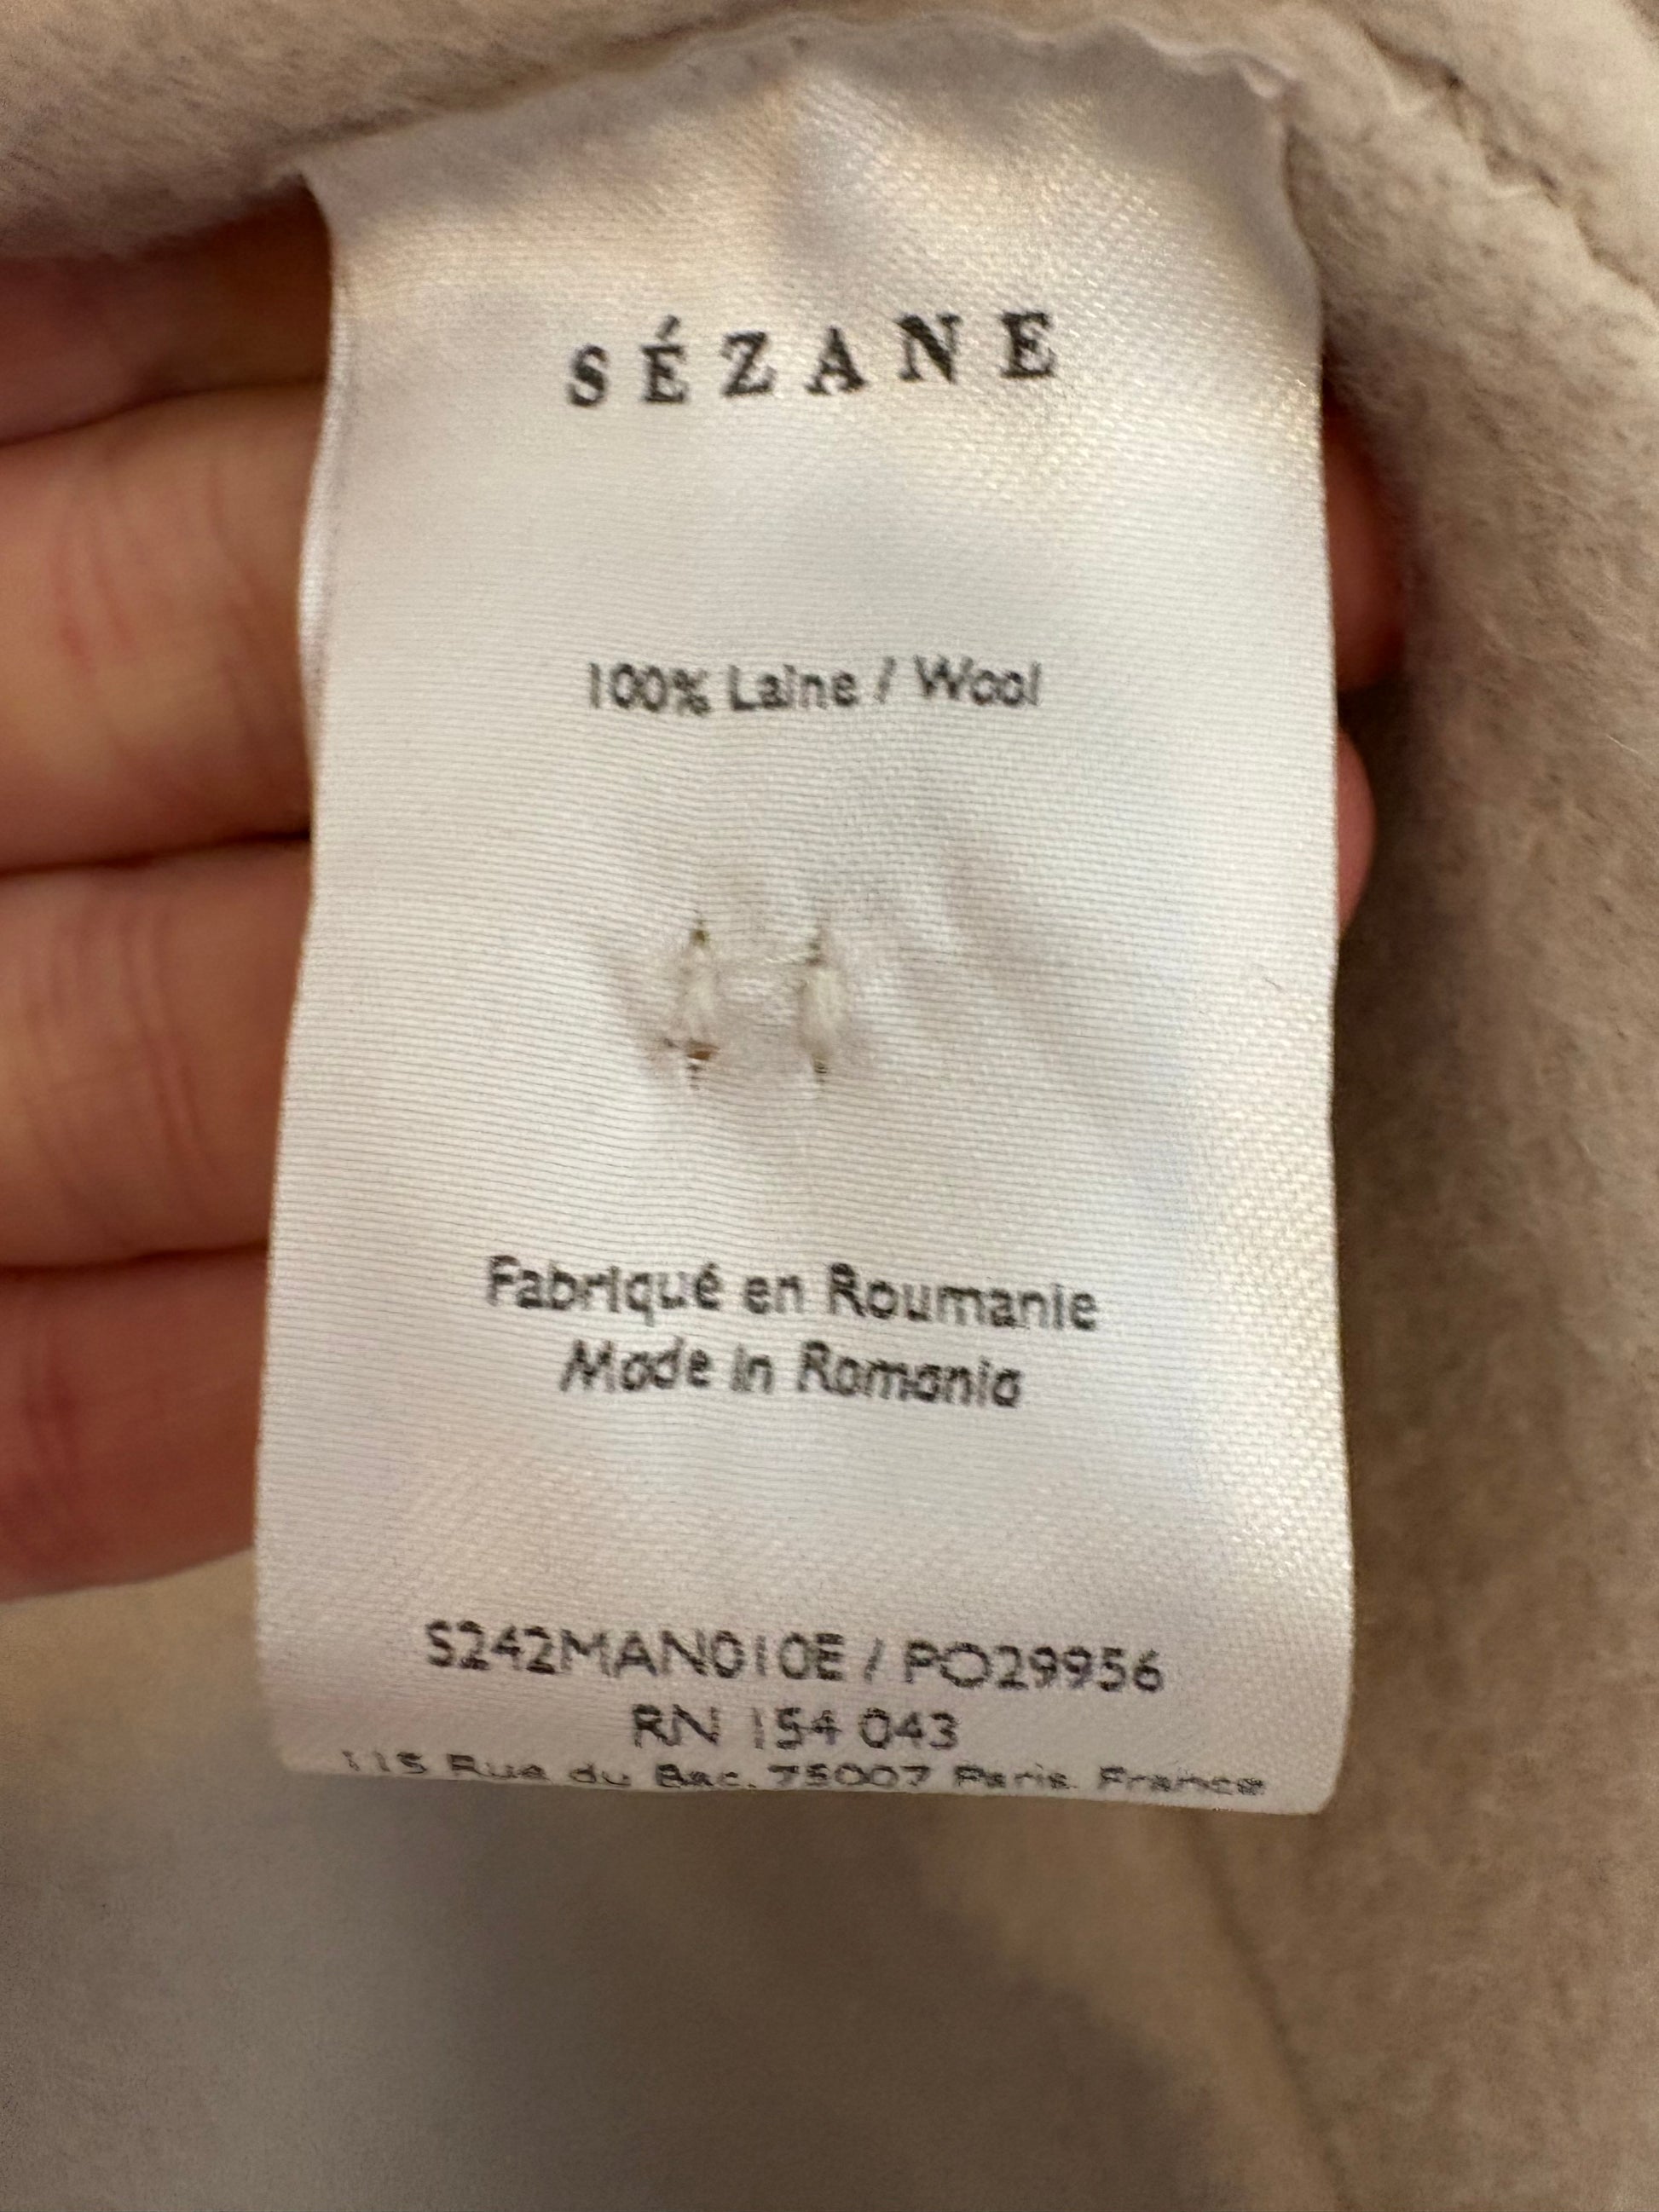 SÉZANE
100% Laine / Wool
Fabriqué en Roumanie
Made in Romania
S242MAN010E / PO29956
RN 154 043
115 Rue du Bac, 75007 Paris, France